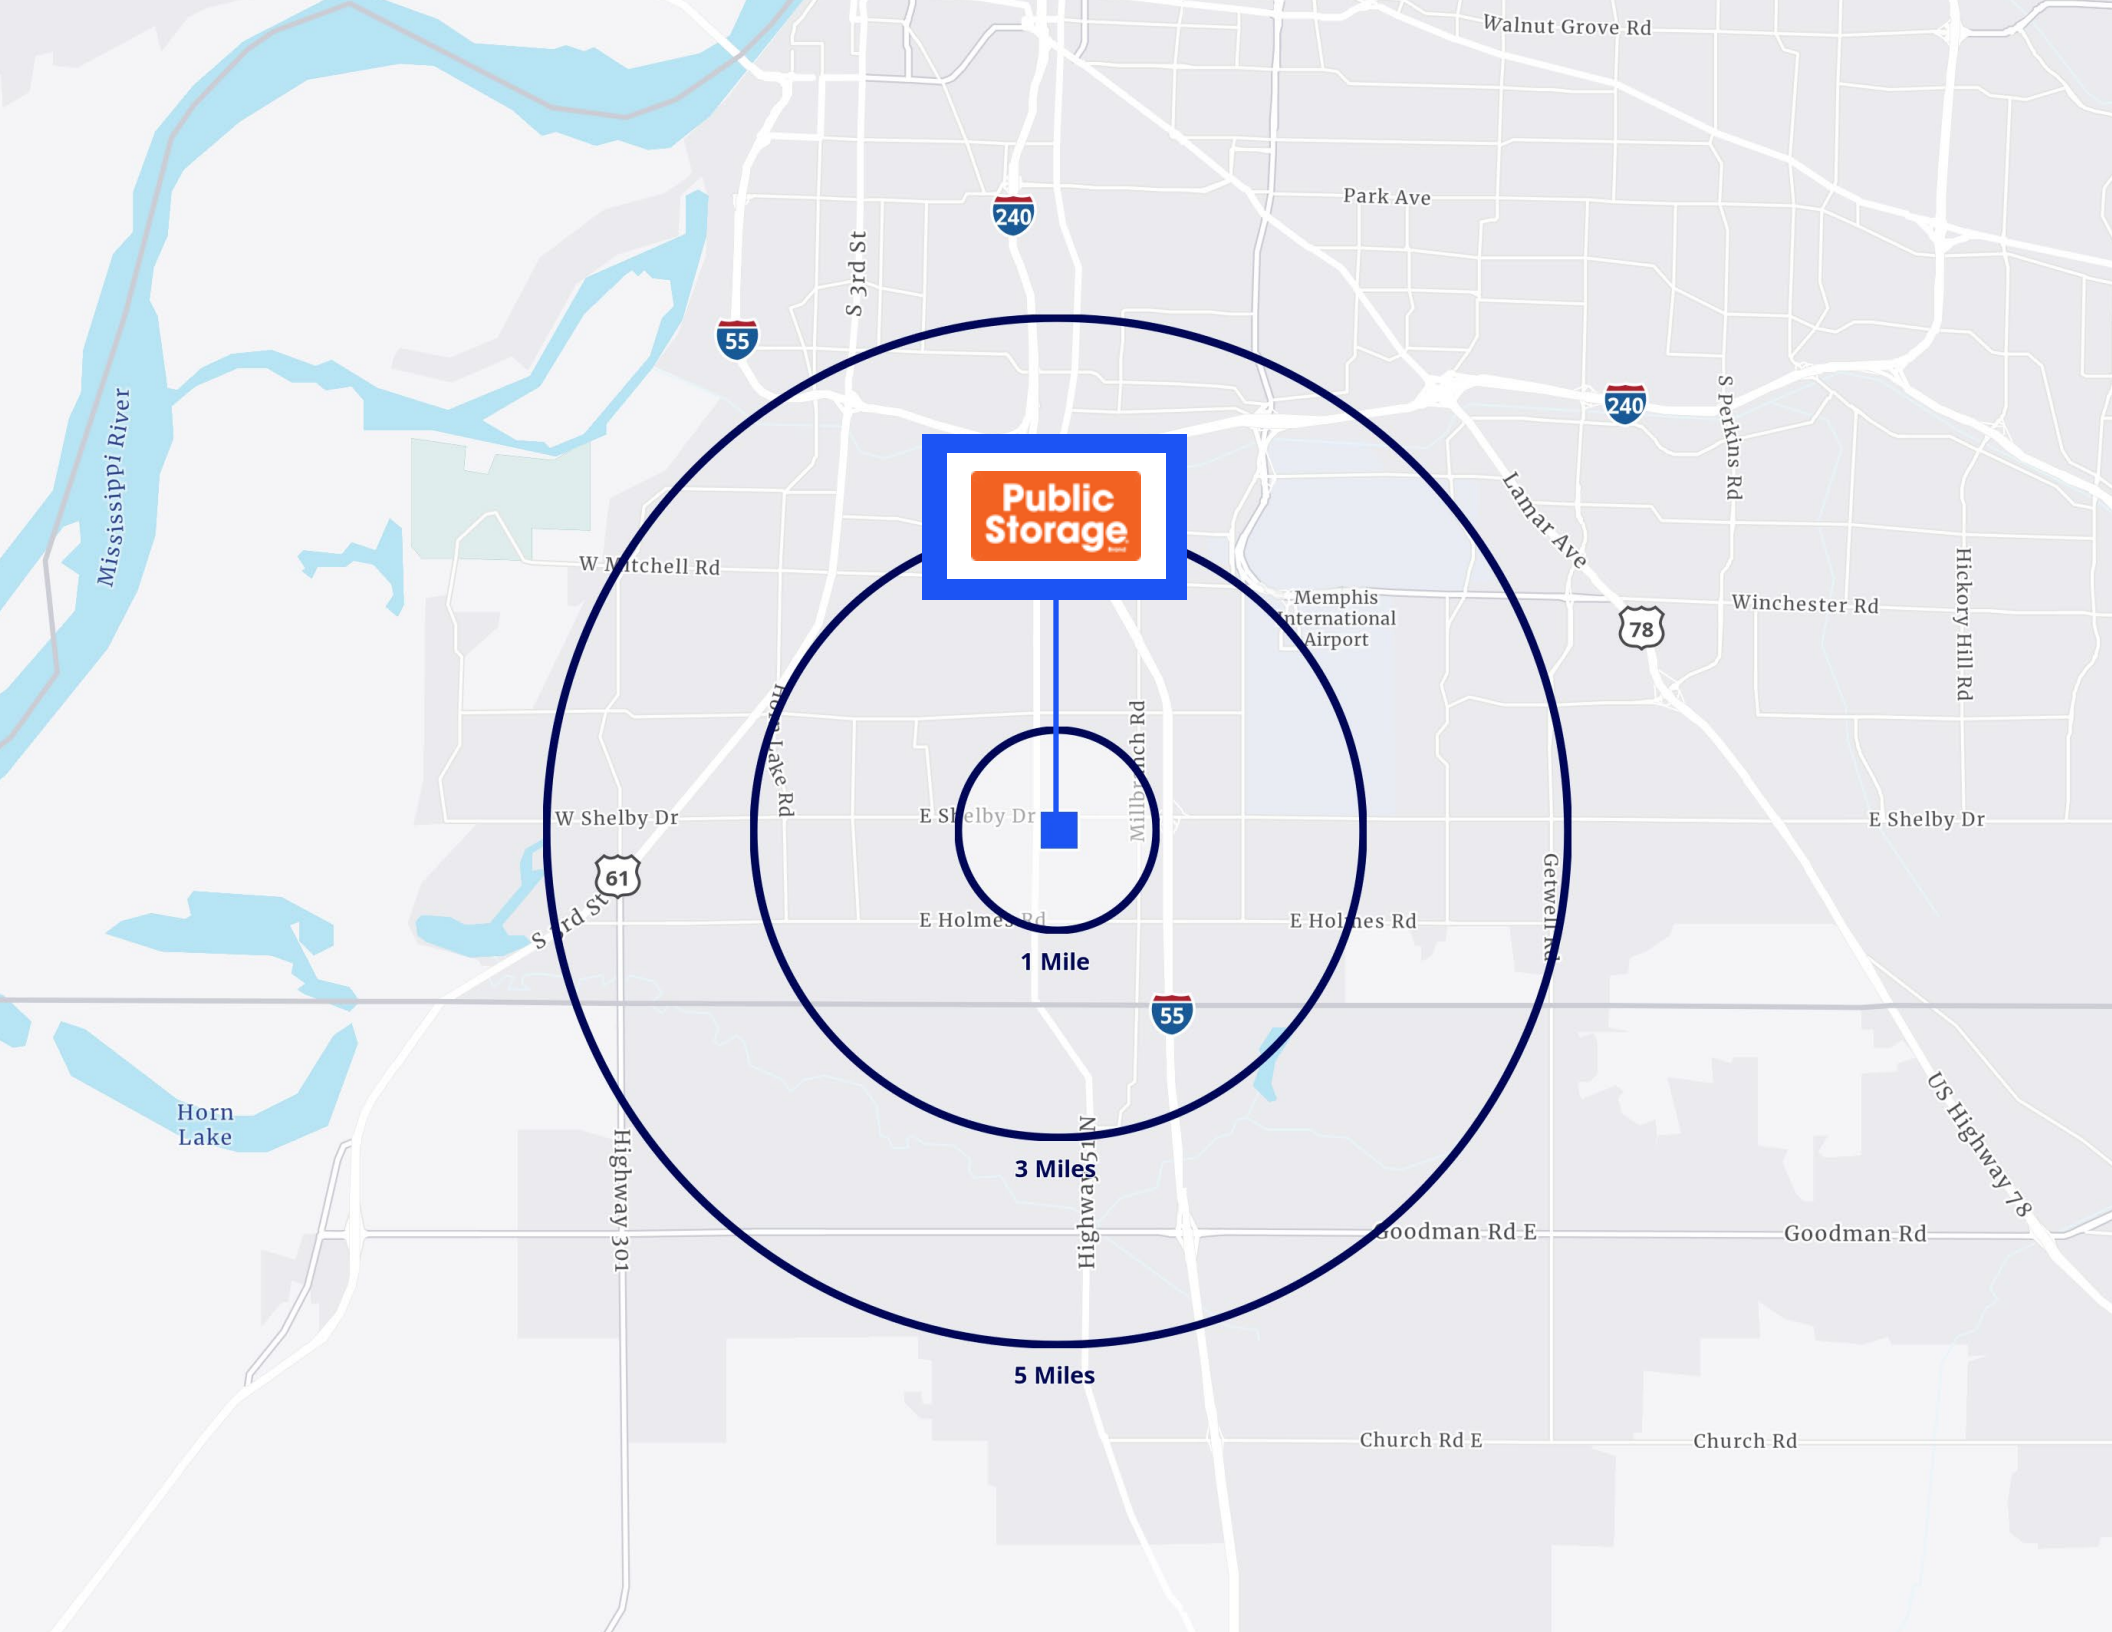 Walnut Grove Rd
Park Ave
240
S 3rd St
55
240
S Perkins Rd
Mississippi River
Public
Storage
Brand
Lamar Ave
W Mitchell Rd
Memphis
International
Airport
Winchester Rd
78
Hickory Hill Rd
Horn Lake Rd
Millbranch Rd
W Shelby Dr
E Shelby Dr
E Shelby Dr
61
S 3rd St
E Holmes Rd
E Holmes Rd
Getwell Rd
1 Mile
55
Horn
Lake
US Highway 78
Highway 301
Highway 51 N
3 Miles
Goodman Rd E
Goodman Rd
5 Miles
Church Rd E
Church Rd